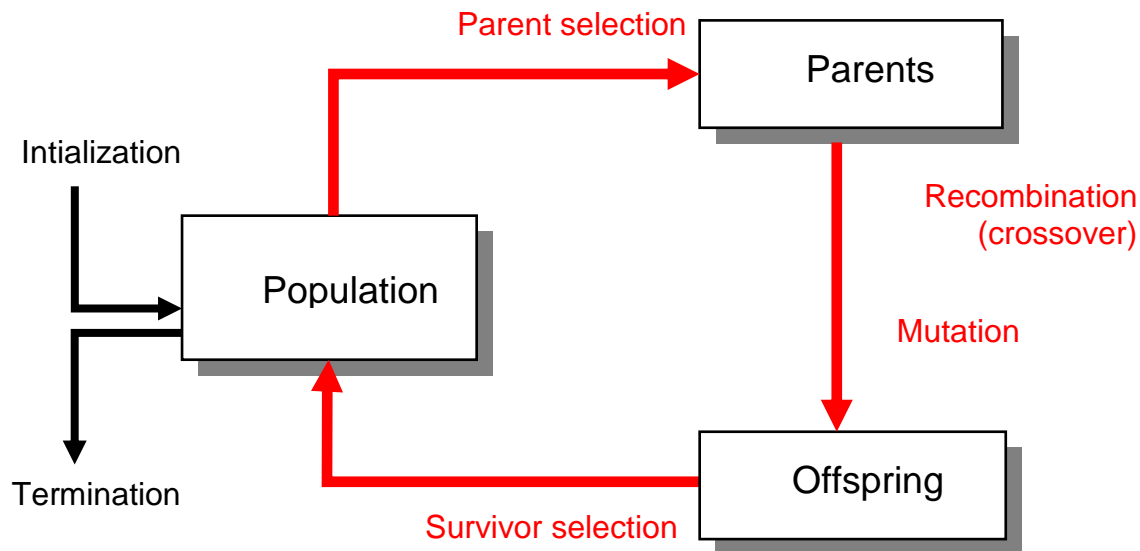 Parent selection
Parents
Intialization
Recombination
(crossover)
Population
Mutation
Offspring
Termination
Survivor selection